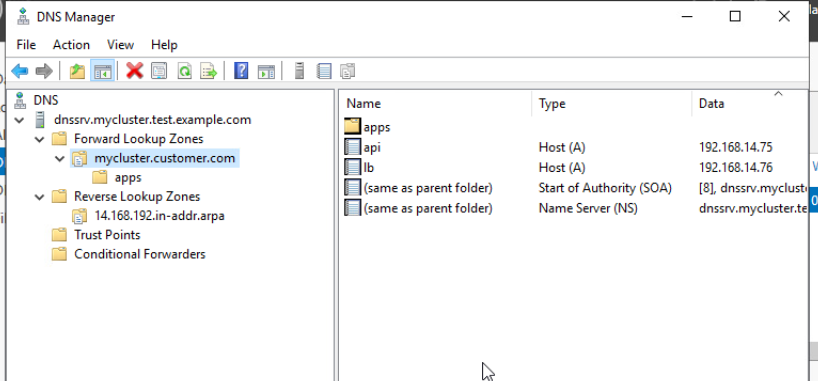 DNS Manager
File Action View Help
DNS
dnssrv.mycluster.test.example.com
Forward Lookup Zones
mycluster.customer.com
apps
Reverse Lookup Zones
14.168.192.in-addr.arpa
Trust Points
Conditional Forwarders
Name Type Data
apps
api Host (A) 192.168.14.75
lb Host (A) 192.168.14.76
(same as parent folder) Start of Authority (SOA) [8], dnssrv.myclust
(same as parent folder) Name Server (NS) dnssrv.mycluster.te